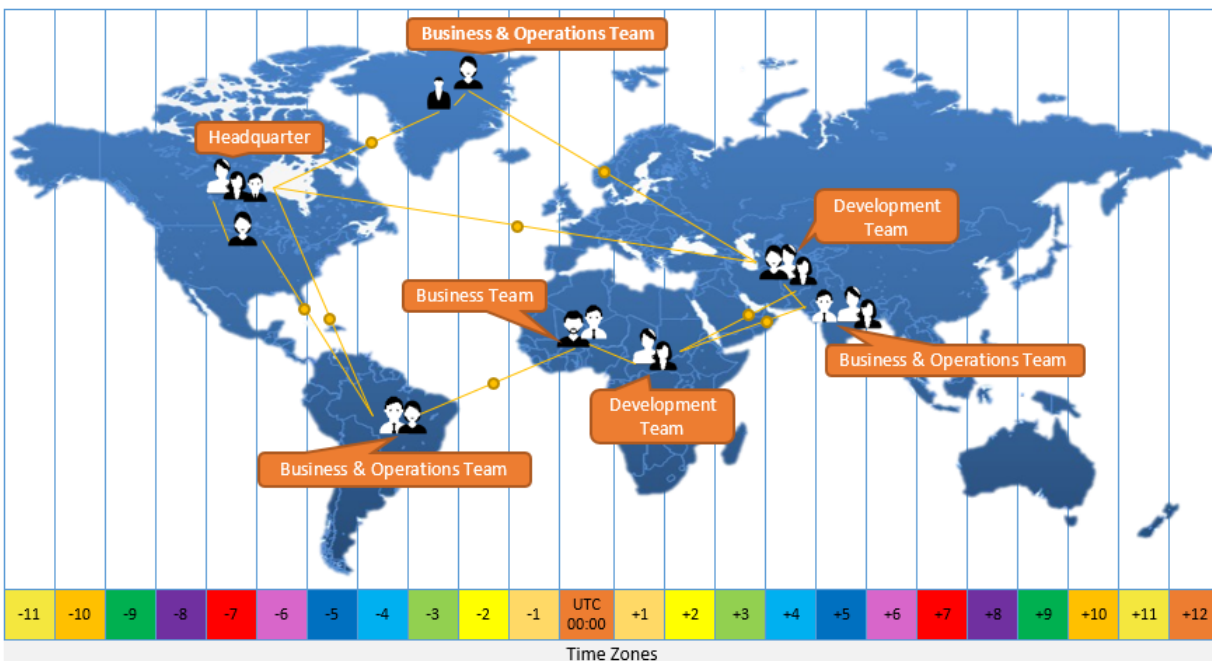 Business & Operations Team
Headquarter
Development
Team
Business Team
Business & Operations Team
Development
Team
Business & Operations Team
-11 -10 -9 -8 -7 -6 -5 -4 -3 -2 -1 UTC 00:00 +1 +2 +3 +4 +5 +6 +7 +8 +9 +10 +11 +12
Time Zones